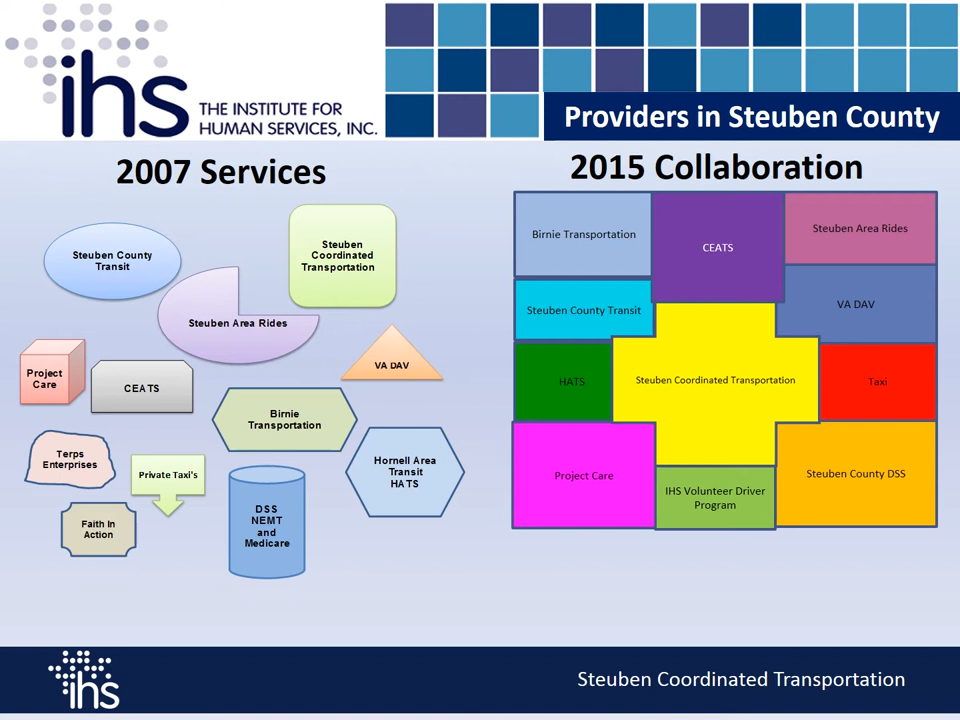 ihs
THE INSTITUTE FOR
HUMAN SERVICES, INC.
Providers in Steuben County
2007 Services
Steuben County
Transit
Steuben
Coordinated
Transportation
Steuben Area Rides
Project
Care
CEATS
VA DAV
Birnie
Transportation
Terps
Enterprises
Private Taxi's
Hornell Area
Transit
HATS
Faith In
Action
DSS
NEMT
and
Medicare
2015 Collaboration
Birnie Transportation
CEATS
Steuben Area Rides
Steuben County Transit
VA DAV
HATS
Steuben Coordinated Transportation
Taxi
Project Care
IHS Volunteer Driver
Program
Steuben County DSS
ihs
Steuben Coordinated Transportation